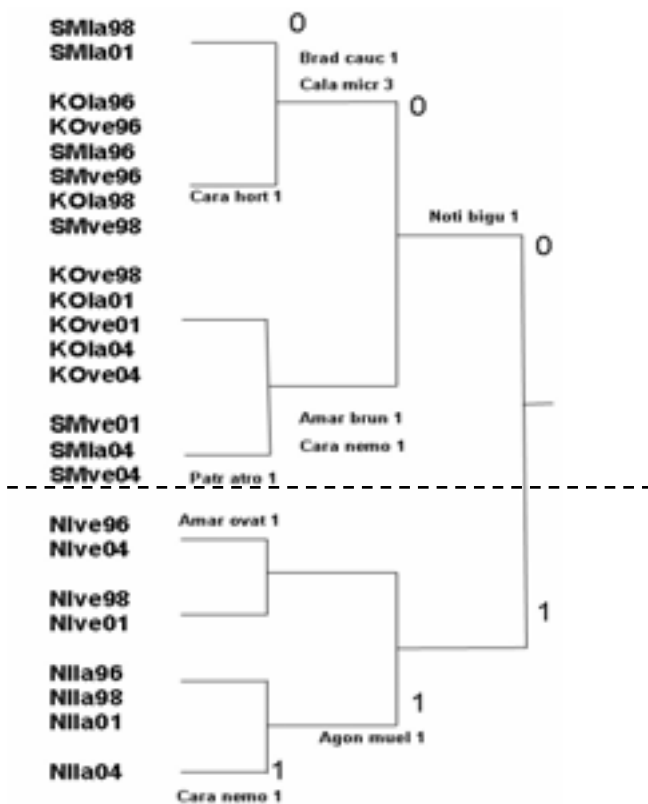 SMla98
0
SMla01
Brad cauc 1
Cala micr 3
KOla96
0
KOve96
SMla96
SMve96
Cara hort 1
KOla98
Noti bigu 1
SMve98
0
KOve98
KOla01
KOve01
KOla04
KOve04
Amar brun 1
SMve01
Cara nemo 1
SMla04
SMve04
Patr atro 1
NIve96
Amar ovat 1
NIve04
NIve98
1
NIve01
NIla96
NIla98
1
NIla01
Agon muel 1
NIla04
1
Cara nemo 1